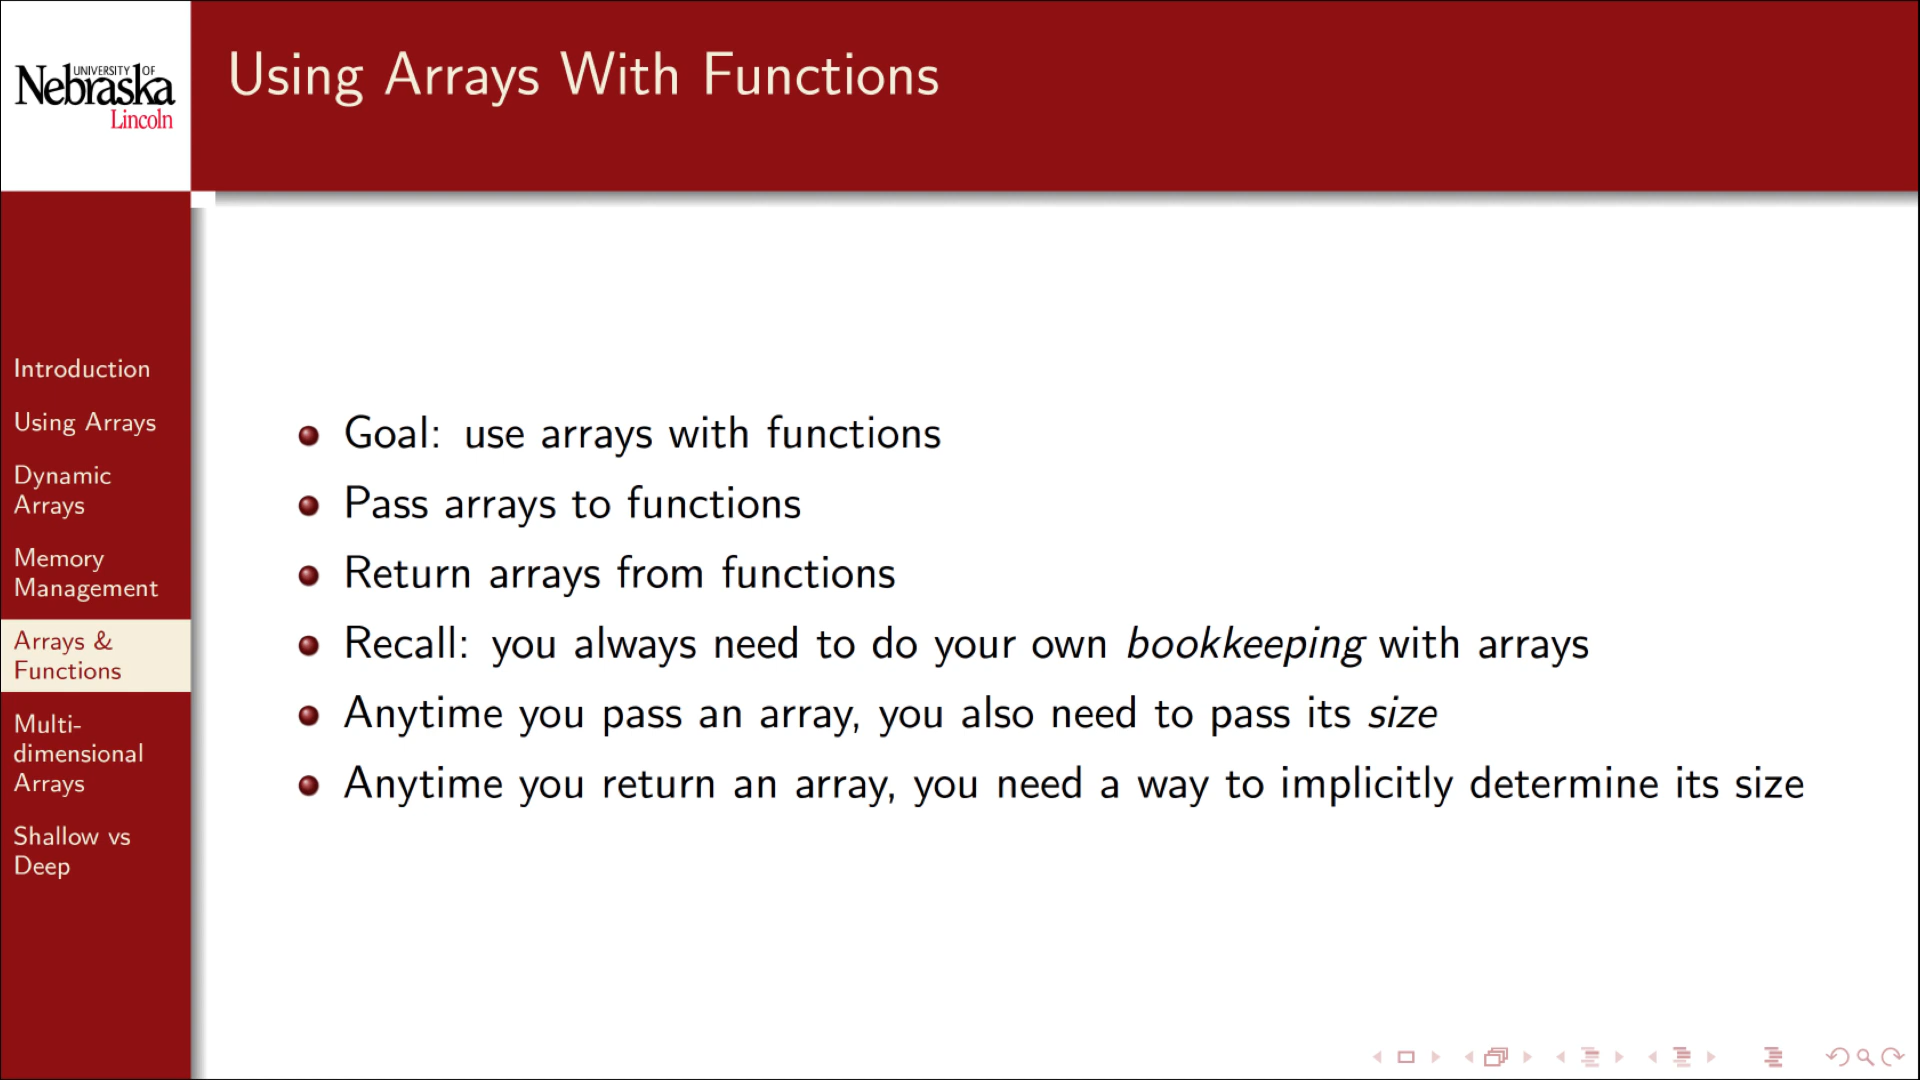 UNIVERSITY OF
Nebraska
Lincoln
Using Arrays With Functions
Introduction
Using Arrays
Dynamic
Arrays
Memory
Management
Arrays &
Functions
Multi-
dimensional
Arrays
Shallow vs
Deep
Goal: use arrays with functions
Pass arrays to functions
Return arrays from functions
Recall: you always need to do your own bookkeeping with arrays
Anytime you pass an array, you also need to pass its size
Anytime you return an array, you need a way to implicitly determine its size